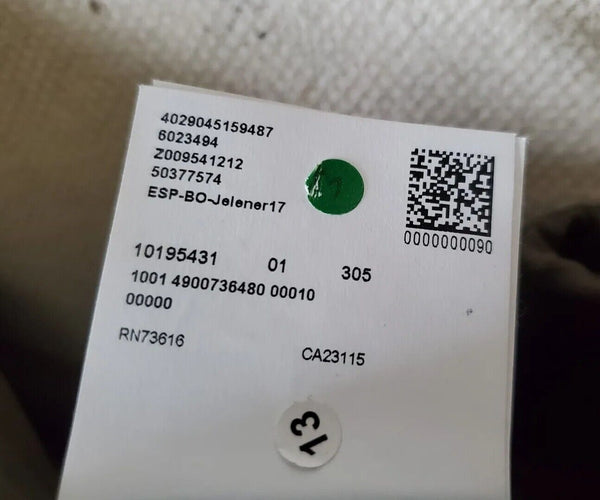 4029045159487
6023494
Z009541212
50377574
ESP-BO-Jelener17
0000000090
10195431 01 305
1001 4900736480 00010
00000
RN73616 CA23115
13